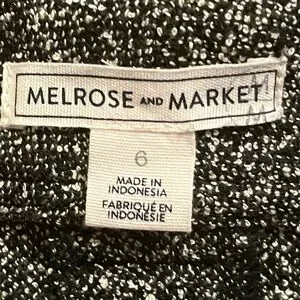 MELROSE AND MARKET
6
MADE IN
INDONESIA
FABRIQUÉ EN
INDONÉSIE